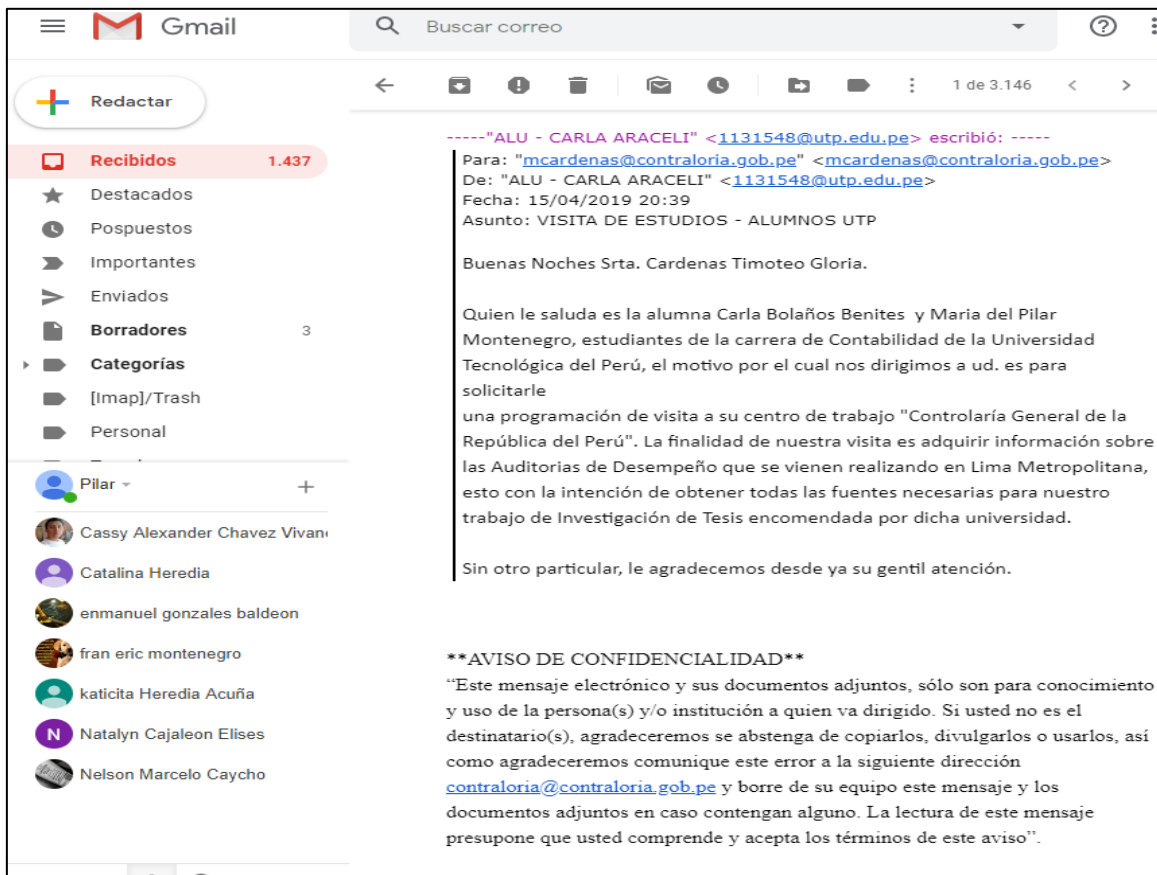 Gmail
Buscar correo
Redactar
1 de 3.146
Recibidos 1.437
Destacados
Pospuestos
Importantes
Enviados
Borradores 3
Categorías
[Imap]/Trash
Personal
Pilar
Cassy Alexander Chavez
Catalina Heredia
enmanuel gonzales baldeon
fran eric montenegro
katicita Heredia Acuña
N
Natalyn Cajaleon Elises
Nelson Marcelo Caycho
-----"ALU - CARLA ARACELI" <1131548@utp.edu.pe> escribió: -----
Para: "mcardenas@contraloria.gob.pe" <mcardenas@contraloria.gob.pe>
De: "ALU - CARLA ARACELI" <1131548@utp.edu.pe>
Fecha: 15/04/2019 20:39
Asunto: VISITA DE ESTUDIOS - ALUMNOS UTP
Buenas Noches Srta. Cardenas Timoteo Gloria.
Quien le saluda es la alumna Carla Bolaños Benites y Maria del Pilar
Montenegro, estudiantes de la carrera de Contabilidad de la Universidad
Tecnológica del Perú, el motivo por el cual nos dirigimos a ud. es para
solicitarle
una programación de visita a su centro de trabajo "Controlaría General de la
República del Perú". La finalidad de nuestra visita es adquirir información sobre
las Auditorias de Desempeño que se vienen realizando en Lima Metropolitana,
esto con la intención de obtener todas las fuentes necesarias para nuestro
trabajo de Investigación de Tesis encomendada por dicha universidad.
Sin otro particular, le agradecemos desde ya su gentil atención.
**AVISO DE CONFIDENCIALIDAD**
“Este mensaje electrónico y sus documentos adjuntos, sólo son para conocimiento
y uso de la persona(s) y/o institución a quien va dirigido. Si usted no es el
destinatario(s), agradeceremos se abstenga de copiarlos, divulgarlos o usarlos, así
como agradeceremos comunique este error a la siguiente dirección
contraloria@contraloria.gob.pe y borre de su equipo este mensaje y los
documentos adjuntos en caso contengan alguno. La lectura de este mensaje
presupone que usted comprende y acepta los términos de este aviso”.